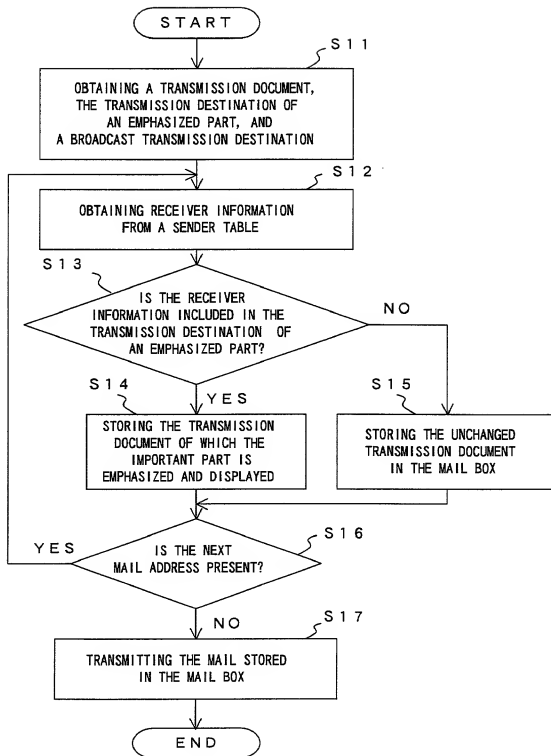 START
S11
OBTAINING A TRANSMISSION DOCUMENT,
THE TRANSMISSION DESTINATION OF
AN EMPHASIZED PART, AND
A BROADCAST TRANSMISSION DESTINATION
S12
OBTAINING RECEIVER INFORMATION
FROM A SENDER TABLE
S13
IS THE RECEIVER
INFORMATION INCLUDED IN THE
TRANSMISSION DESTINATION OF
AN EMPHASIZED PART?
NO
YES
S14
STORING THE TRANSMISSION
DOCUMENT OF WHICH THE
IMPORTANT PART IS
EMPHASIZED AND DISPLAYED
S15
STORING THE UNCHANGED
TRANSMISSION DOCUMENT
IN THE MAIL BOX
S16
YES
IS THE NEXT
MAIL ADDRESS PRESENT?
NO
S17
TRANSMITTING THE MAIL STORED
IN THE MAIL BOX
END